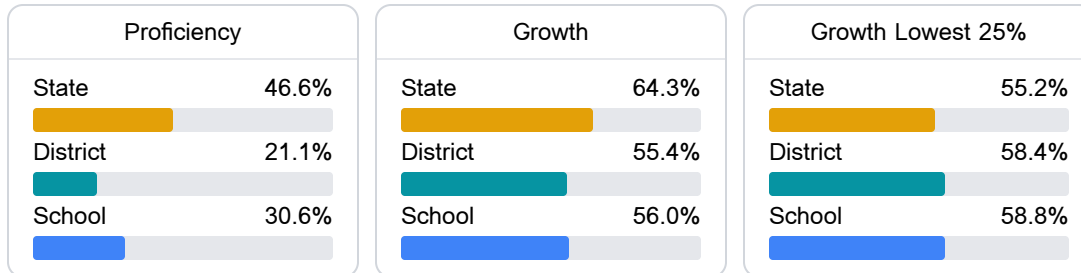 Proficiency
State 46.6%
District 21.1%
School 30.6%
Growth
State 64.3%
District 55.4%
School 56.0%
Growth Lowest 25%
State 55.2%
District 58.4%
School 58.8%